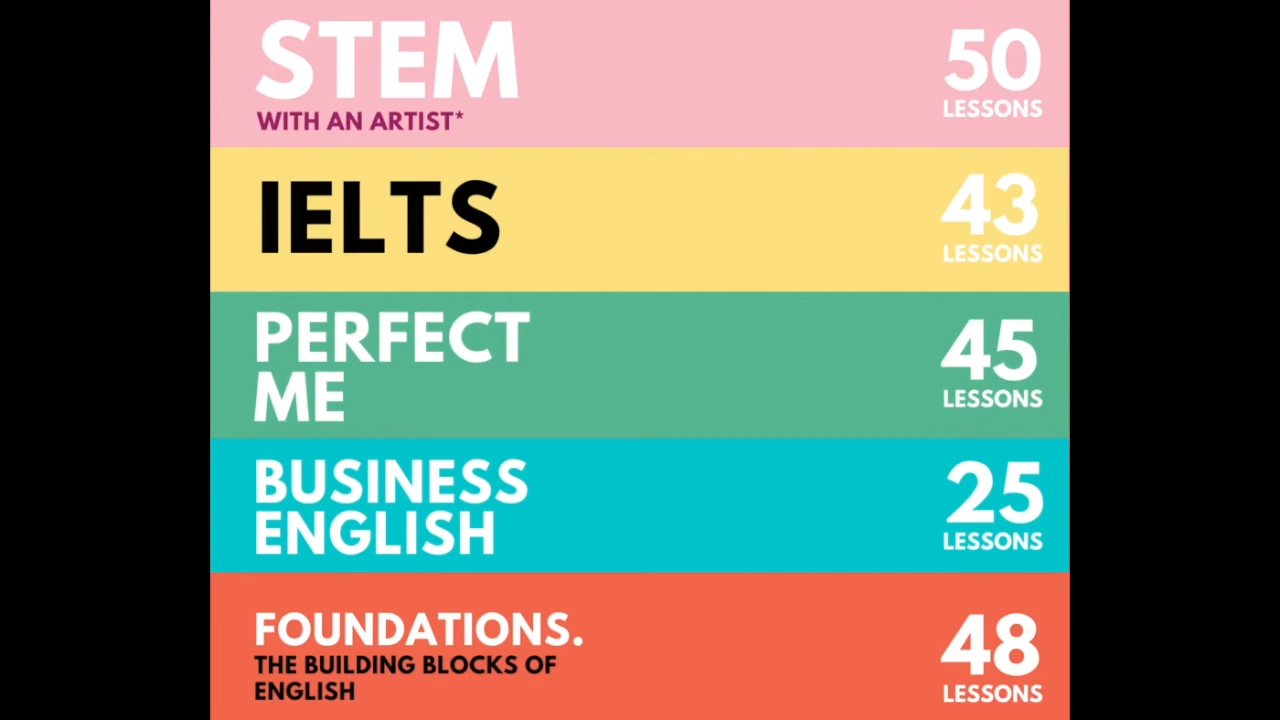 STEM
WITH AN ARTIST*
50
LESSONS
IELTS
43
LESSONS
PERFECT
ME
45
LESSONS
BUSINESS
ENGLISH
25
LESSONS
FOUNDATIONS.
THE BUILDING BLOCKS OF
ENGLISH
48
LESSONS